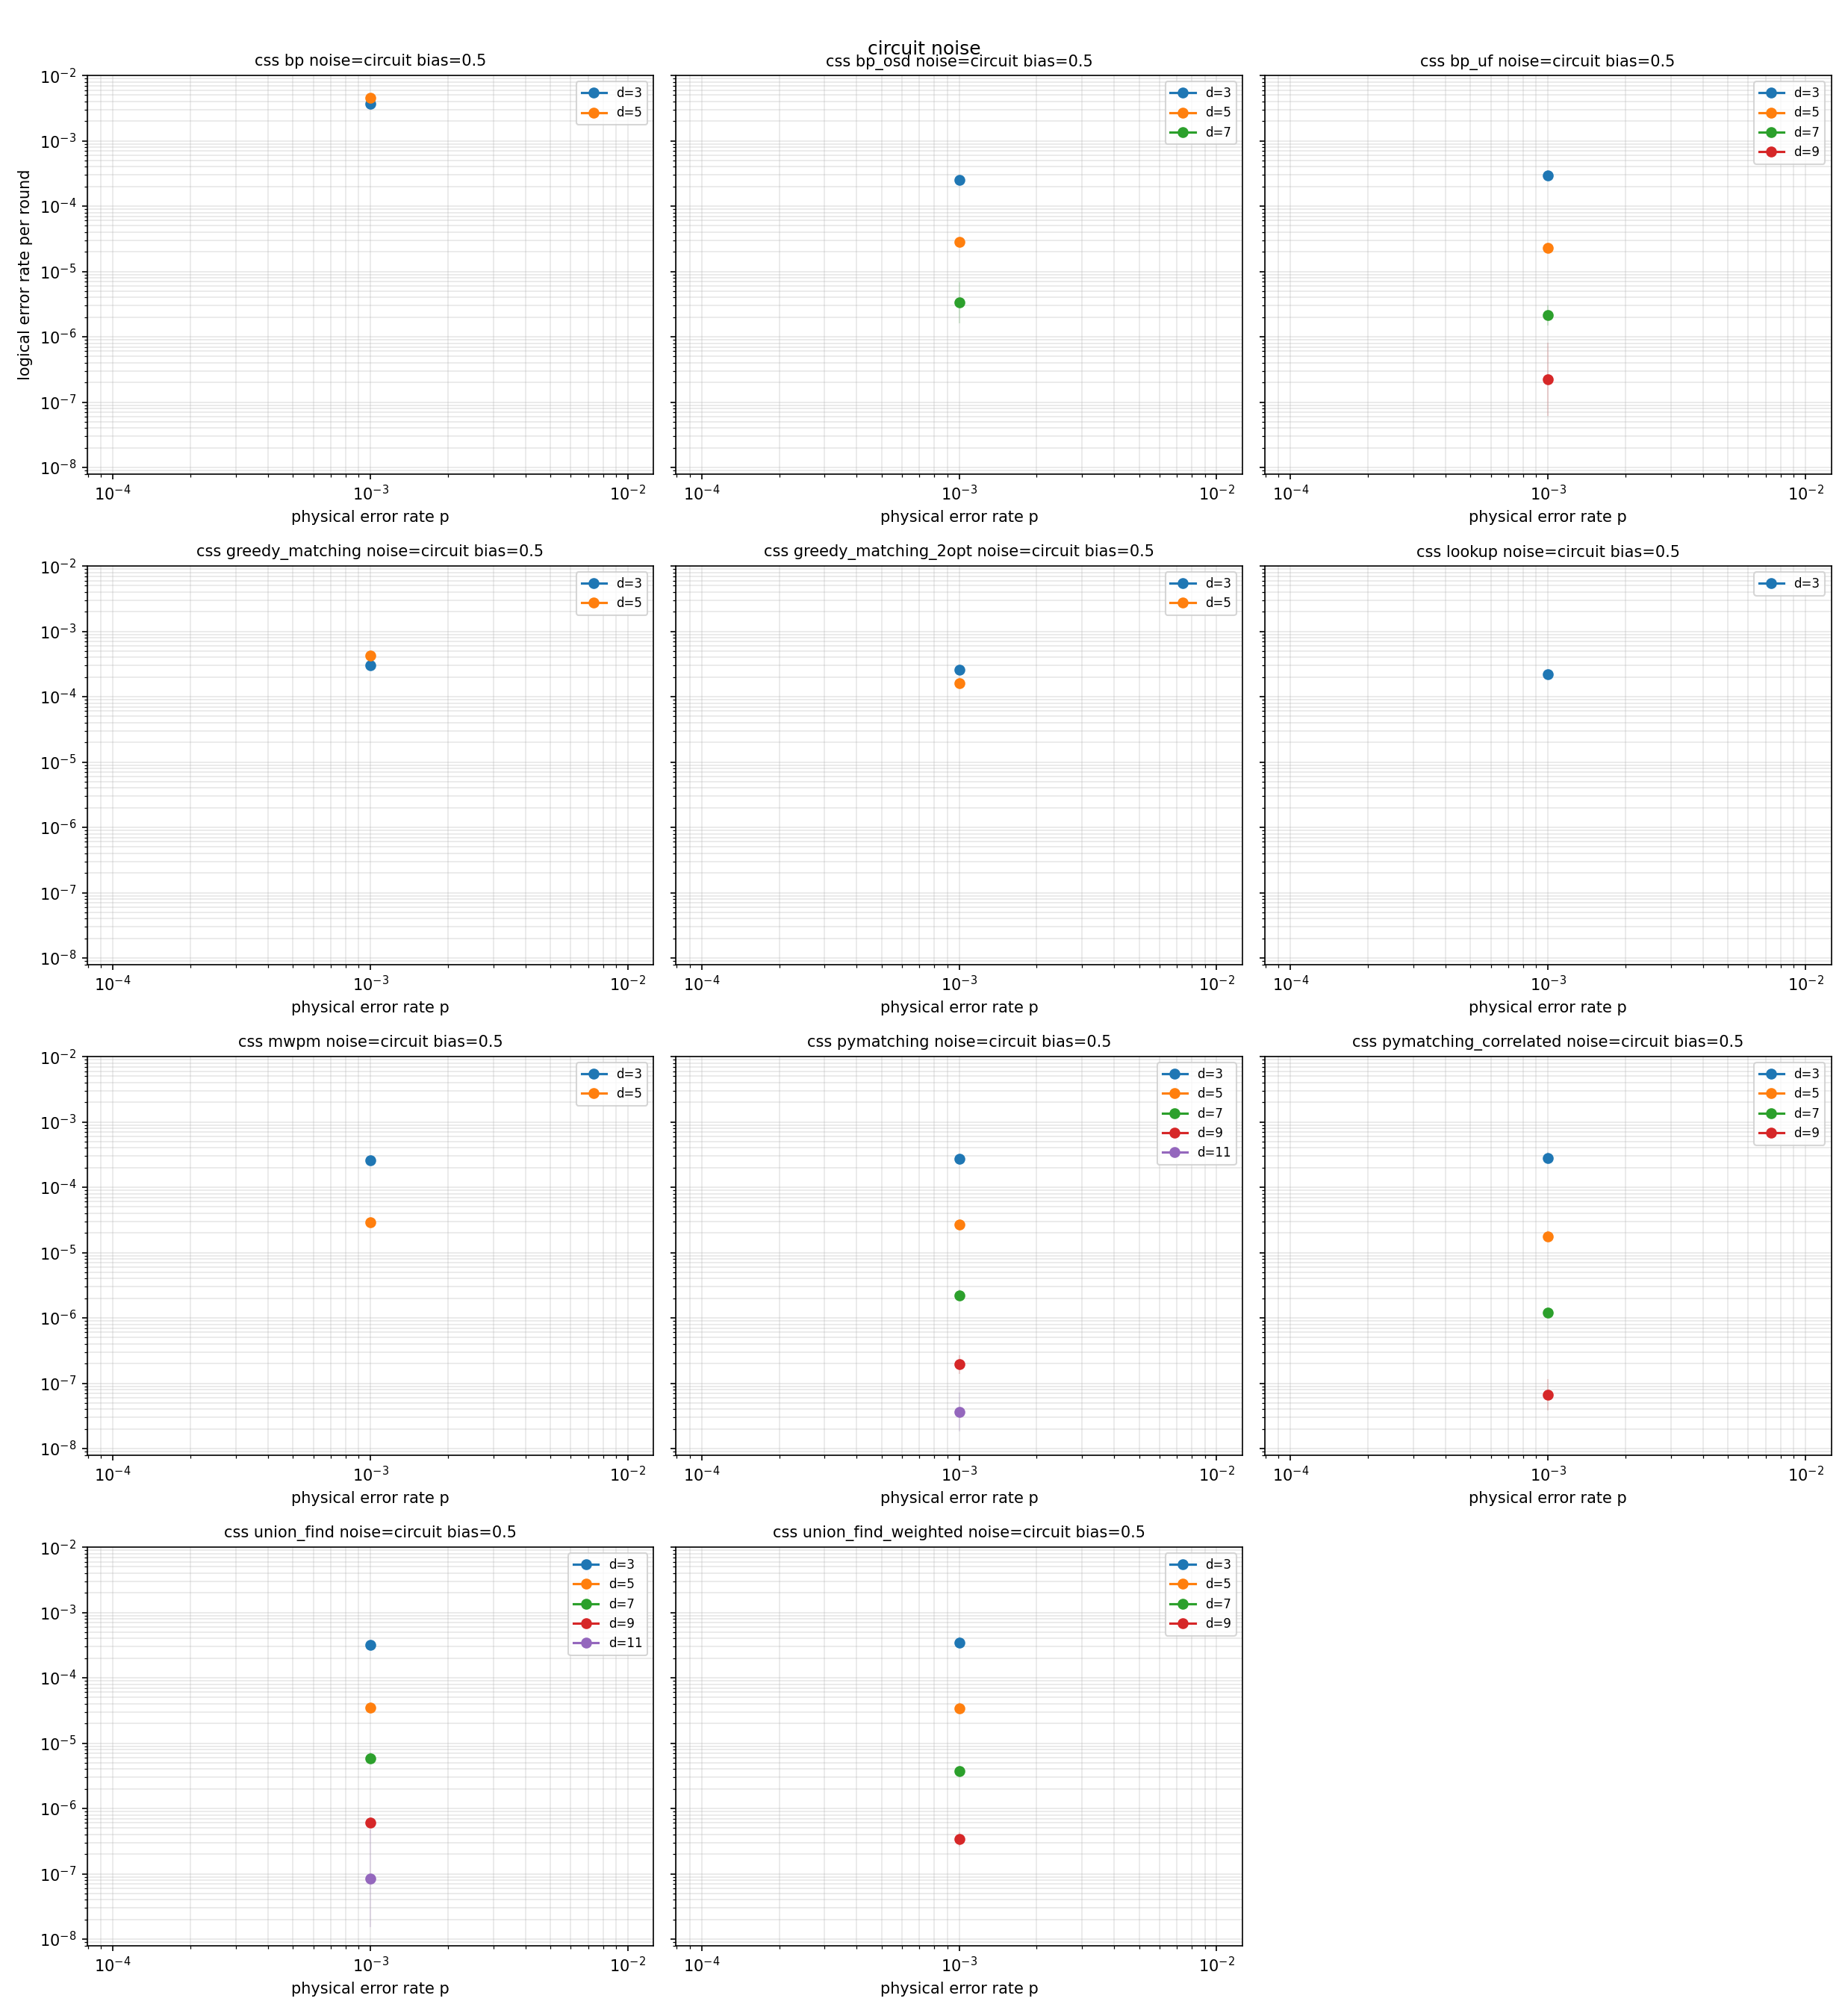 circuit noise
css bp noise=circuit bias=0.5
css bp_osd noise=circuit bias=0.5
css bp_uf noise=circuit bias=0.5
10⁻²
10⁻³
10⁻⁴
10⁻⁵
10⁻⁶
10⁻⁷
10⁻⁸
logical error rate per round
d=3
d=5
d=3
d=5
d=7
d=3
d=5
d=7
d=9
10⁻⁴ 10⁻³ 10⁻²
10⁻⁴ 10⁻³ 10⁻²
10⁻⁴ 10⁻³ 10⁻²
physical error rate p
physical error rate p
physical error rate p
css greedy_matching noise=circuit bias=0.5
css greedy_matching_2opt noise=circuit bias=0.5
css lookup noise=circuit bias=0.5
10⁻²
10⁻³
10⁻⁴
10⁻⁵
10⁻⁶
10⁻⁷
10⁻⁸
d=3
d=5
d=3
d=5
d=3
10⁻⁴ 10⁻³ 10⁻²
10⁻⁴ 10⁻³ 10⁻²
10⁻⁴ 10⁻³ 10⁻²
physical error rate p
physical error rate p
physical error rate p
css mwpm noise=circuit bias=0.5
css pymatching noise=circuit bias=0.5
css pymatching_correlated noise=circuit bias=0.5
10⁻²
10⁻³
10⁻⁴
10⁻⁵
10⁻⁶
10⁻⁷
10⁻⁸
d=3
d=5
d=3
d=5
d=7
d=9
d=11
d=3
d=5
d=7
d=9
10⁻⁴ 10⁻³ 10⁻²
10⁻⁴ 10⁻³ 10⁻²
10⁻⁴ 10⁻³ 10⁻²
physical error rate p
physical error rate p
physical error rate p
css union_find noise=circuit bias=0.5
css union_find_weighted noise=circuit bias=0.5
10⁻²
10⁻³
10⁻⁴
10⁻⁵
10⁻⁶
10⁻⁷
10⁻⁸
d=3
d=5
d=7
d=9
d=11
d=3
d=5
d=7
d=9
10⁻⁴ 10⁻³ 10⁻²
10⁻⁴ 10⁻³ 10⁻²
physical error rate p
physical error rate p